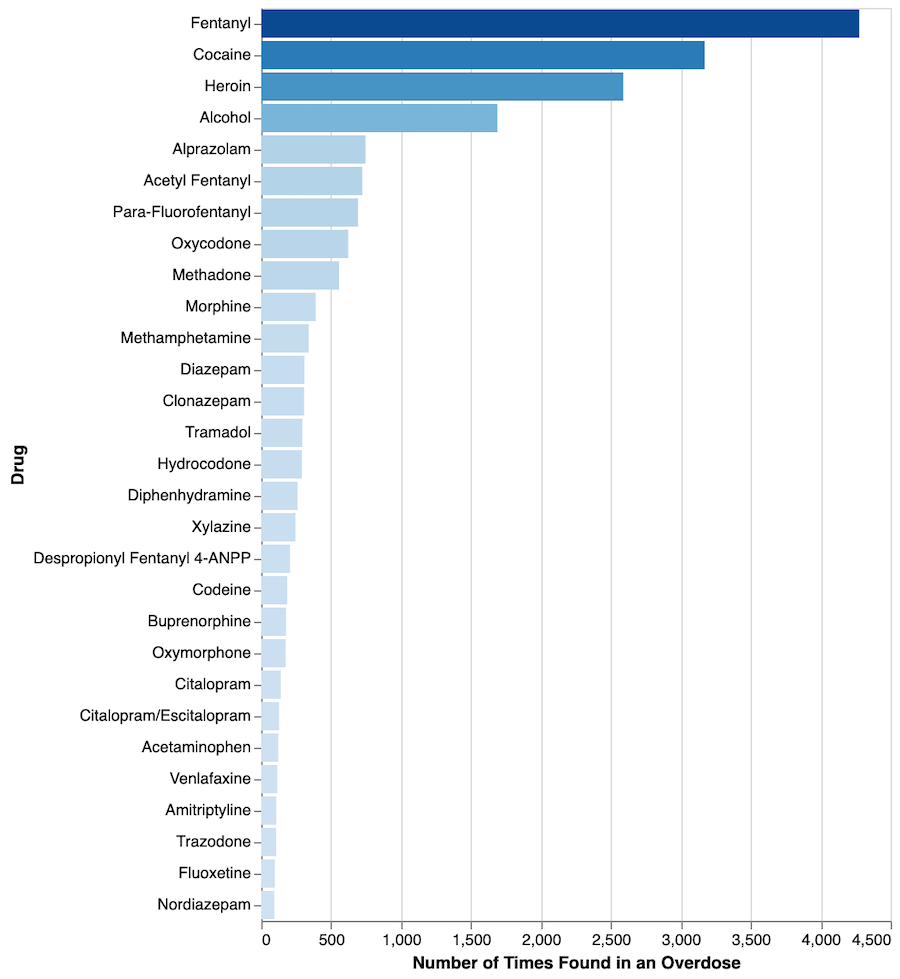 Fentanyl
Cocaine
Heroin
Alcohol
Alprazolam
Acetyl Fentanyl
Para-Fluorofentanyl
Oxycodone
Methadone
Morphine
Methamphetamine
Diazepam
Clonazepam
Tramadol
Hydrocodone
Diphenhydramine
Xylazine
Despropionyl Fentanyl 4-ANPP
Codeine
Buprenorphine
Oxymorphone
Citalopram
Citalopram/Escitalopram
Acetaminophen
Venlafaxine
Amitriptyline
Trazodone
Fluoxetine
Nordiazepam
Drug
0 500 1,000 1,500 2,000 2,500 3,000 3,500 4,000 4,500
Number of Times Found in an Overdose